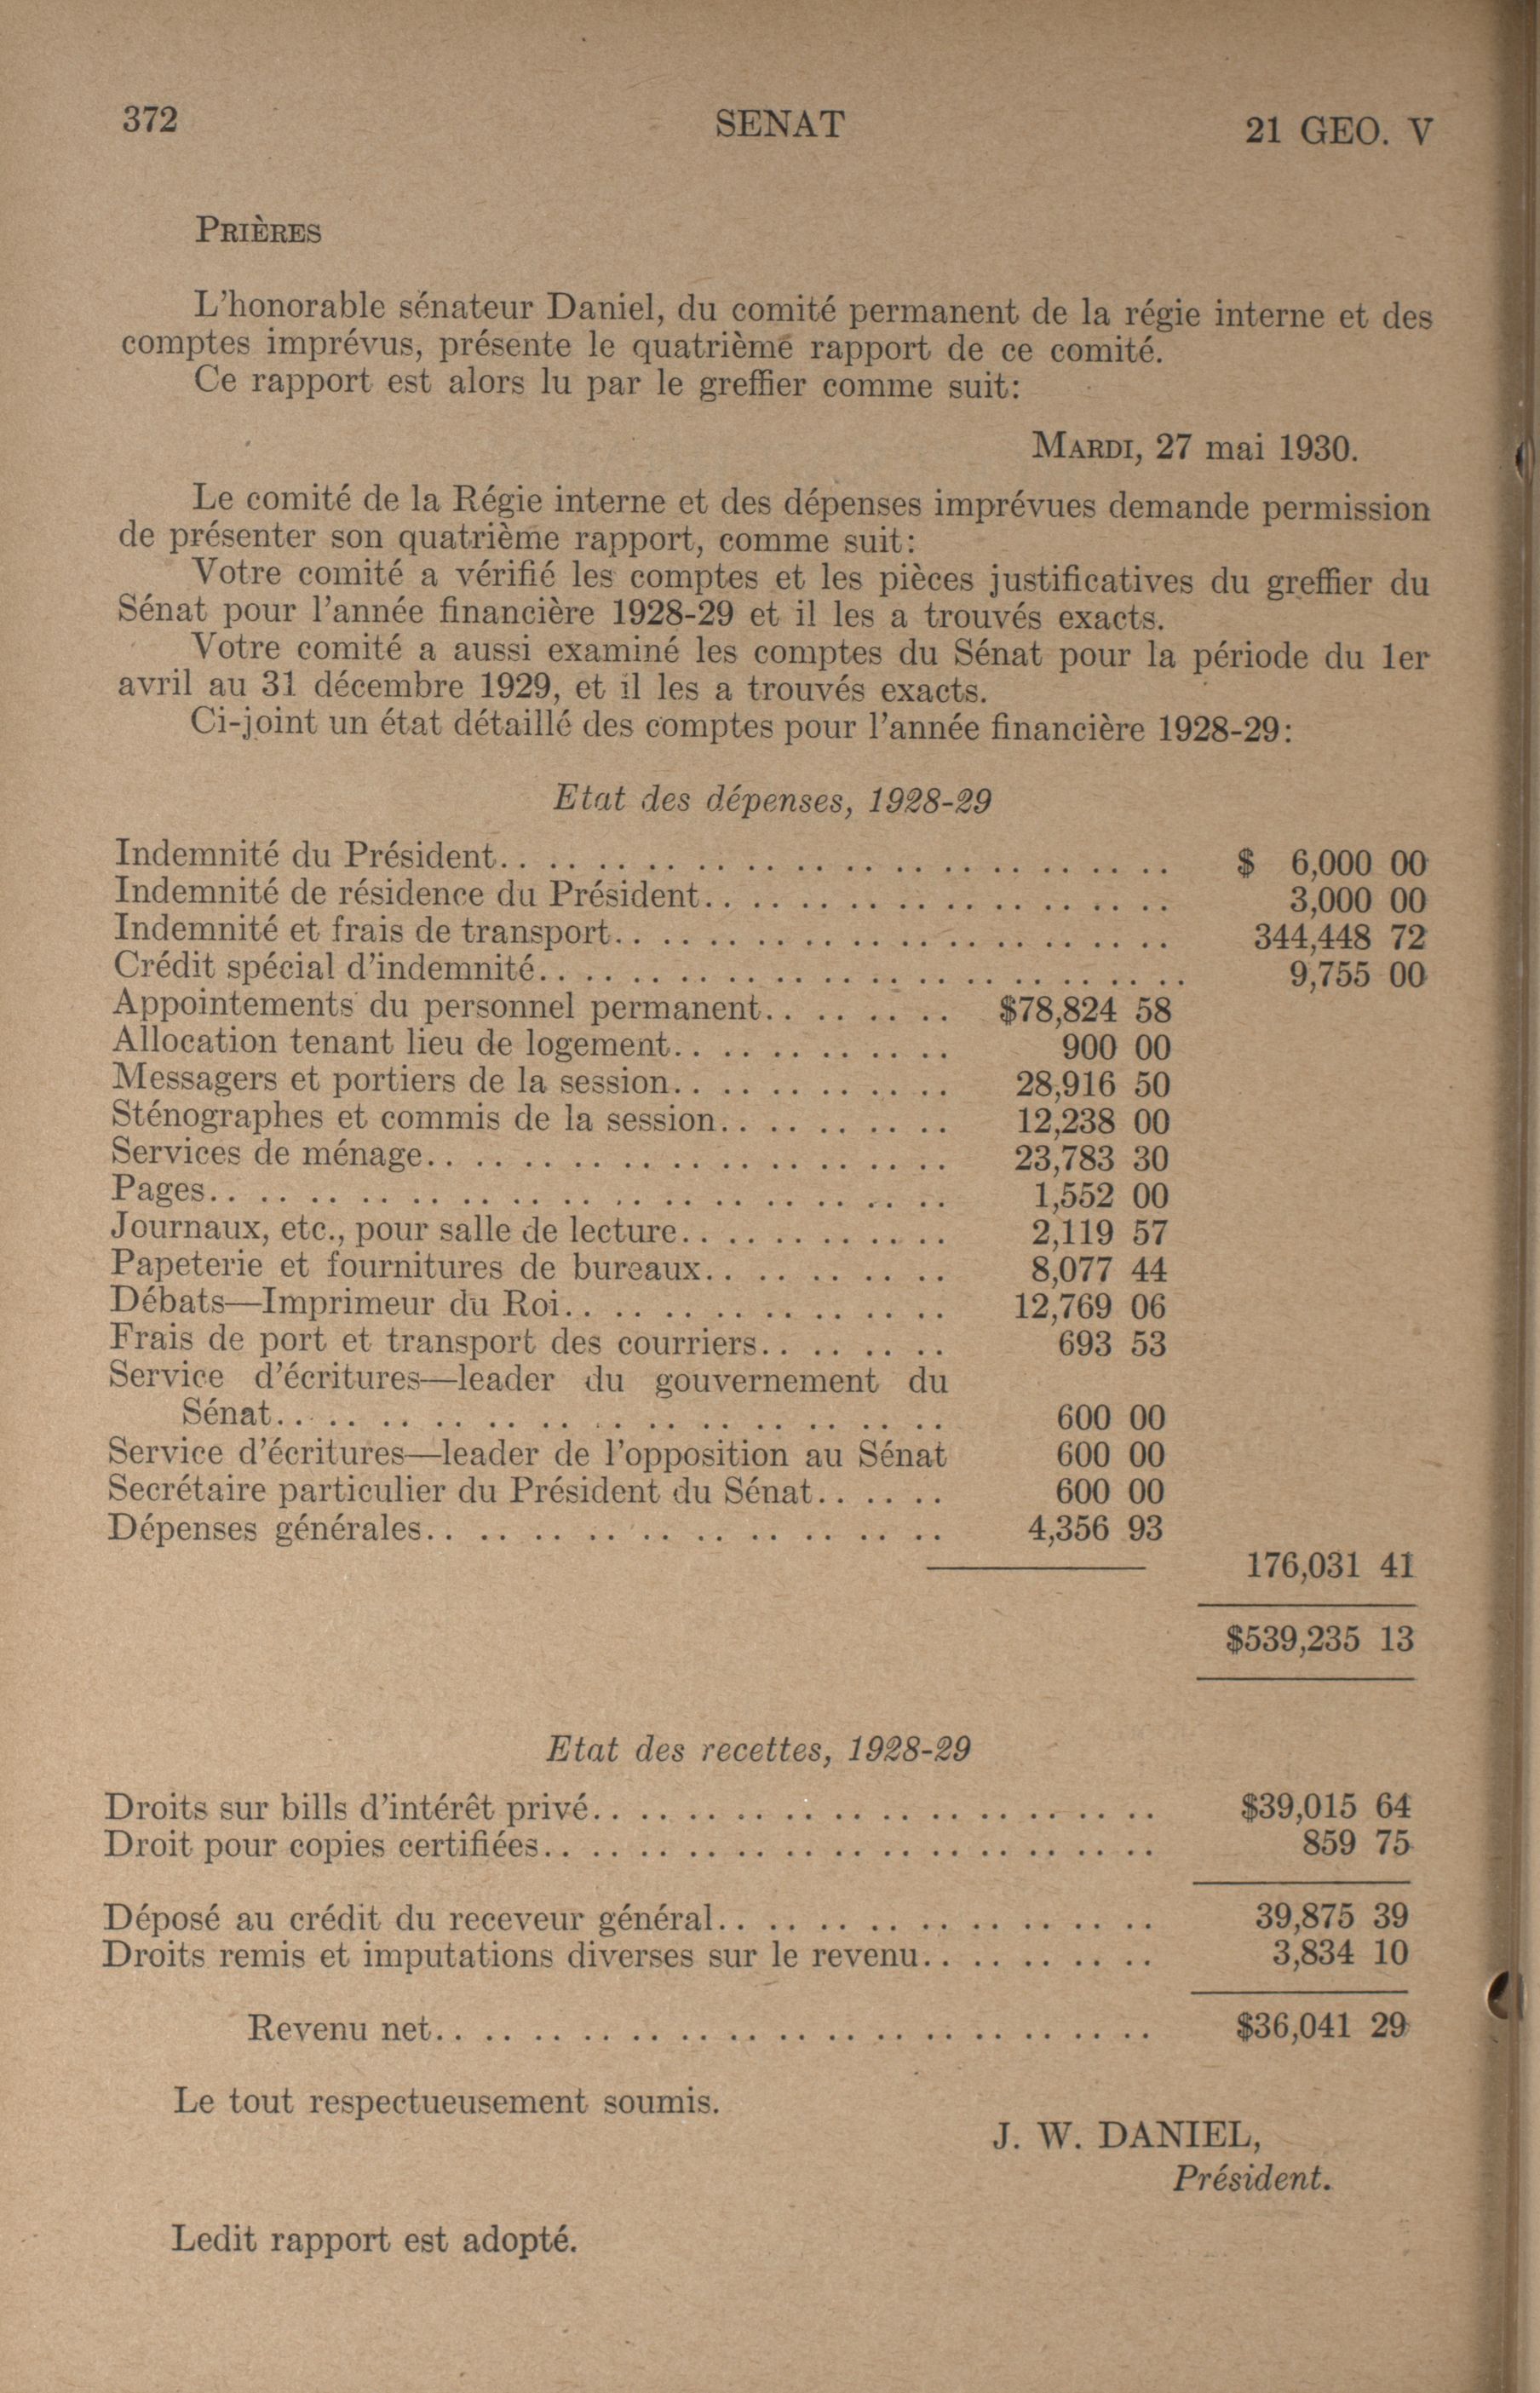 372 SENAT 21 GEO. V
PRIÈRES
L'honorable sénateur Daniel, du comité permanent de la régie interne et des
comptes imprévus, présente le quatrième rapport de ce comité.
Ce rapport est alors lu par le greffier comme suit:
MARDI, 27 mai 1930.
Le comité de la Régie interne et des dépenses imprévues demande permission
de présenter son quatrième rapport, comme suit:
Votre comité a vérifié les comptes et les pièces justificatives du greffier du
Sénat pour l'année financière 1928-29 et il les a trouvés exacts.
Votre comité a aussi examiné les comptes du Sénat pour la période du 1er
avril au 31 décembre 1929, et il les a trouvés exacts.
Ci-joint un état détaillé des comptes pour l'année financière 1928-29:
Etat des dépenses, 1928-29
Indemnité du Président. . . . . . . . . . . . . . . . . . . . . . . . . . . . $ 6,000 00
Indemnité de résidence du Président. . . . . . . . . . . . . . . . . . . . 3,000 00
Indemnité et frais de transport. . . . . . . . . . . . . . . . . . . . . . . . 344,448 72
Crédit spécial d'indemnité. . . . . . . . . . . . . . . . . . . . . . . . . . . 9,755 00
Appointements du personnel permanent. . . . . . . . $78,824 58
Allocation tenant lieu de logement. . . . . . . . . . . . 900 00
Messagers et portiers de la session. . . . . . . . . . . . 28,916 50
Sténographes et commis de la session. . . . . . . . . . 12,238 00
Services de ménage. . . . . . . . . . . . . . . . . . . . . . 23,783 30
Pages. . . . . . . . . . . . . . . . . . . . . . . . . . . . . . 1,552 00
Journaux, etc., pour salle de lecture. . . . . . . . . . . . 2,119 57
Papeterie et fournitures de bureaux. . . . . . . . . . 8,077 44
Débats—Imprimeur du Roi. . . . . . . . . . . . . . . . 12,769 06
Frais de port et transport des courriers. . . . . . . . 693 53
Service d'écritures—leader du gouvernement du
Sénat. . . . . . . . . . . . . . . . . . . . . . . . . . 600 00
Service d'écritures—leader de l'opposition au Sénat 600 00
Secrétaire particulier du Président du Sénat. . . . . . 600 00
Dépenses générales. . . . . . . . . . . . . . . . . . . . 4,356 93
176,031 41
$539,235 13
Etat des recettes, 1928-29
Droits sur bills d'intérêt privé. . . . . . . . . . . . . . . . . . . . . . . . $39,015 64
Droit pour copies certifiées. . . . . . . . . . . . . . . . . . . . . . . . . . 859 75
Déposé au crédit du receveur général. . . . . . . . . . . . . . . . . . 39,875 39
Droits remis et imputations diverses sur le revenu. . . . . . . . . . 3,834 10
Revenu net. . . . . . . . . . . . . . . . . . . . . . . . . . . . . . $36,041 29
Le tout respectueusement soumis.
J. W. DANIEL,
Président.
Ledit rapport est adopté.